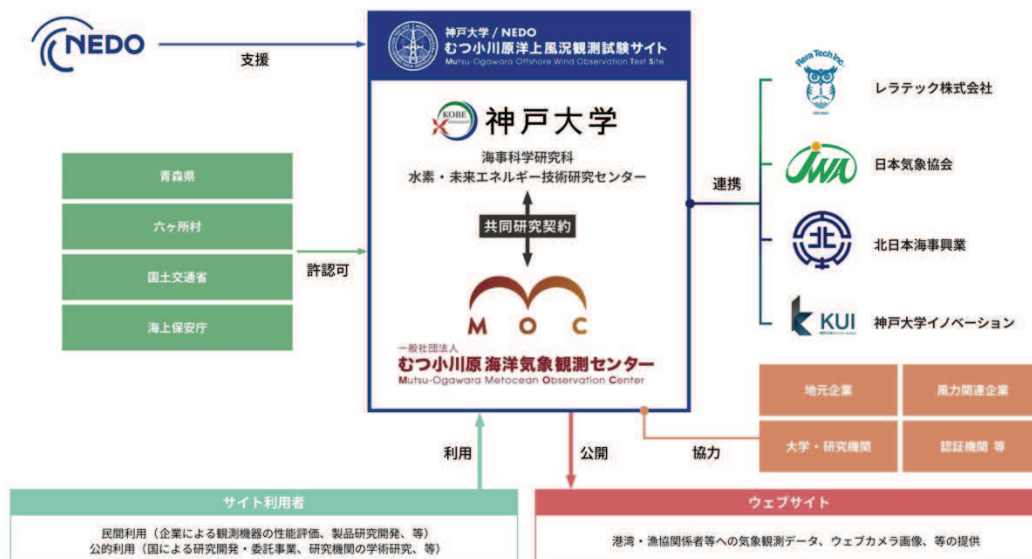 NEDO
支援
神戸大学 / NEDO
むつ小川原洋上風況観測試験サイト
Mutsu-Ogawara Offshore Wind Observation Test Site
KOBE
神戸大学
海事科学研究科
水素・未来エネルギー技術研究センター
共同研究契約
MOC
一般社団法人
むつ小川原海洋気象観測センター
Mutsu-Ogawara Metocean Observation Center
青森県
六ヶ所村
国土交通省
海上保安庁
許認可
連携
Rera Tech Inc.
レラテック株式会社
JWA
日本気象協会
北
北日本海事興業
KUI
神戸大学イノベーション
地元企業
風力関連企業
大学・研究機関
認証機関 等
協力
利用
公開
サイト利用者
民間利用（企業による観測機器の性能評価、製品研究開発、等）
公的利用（国による研究開発・委託事業、研究機関の学術研究、等）
ウェブサイト
港湾・漁協関係者等への気象観測データ、ウェブカメラ画像、等の提供